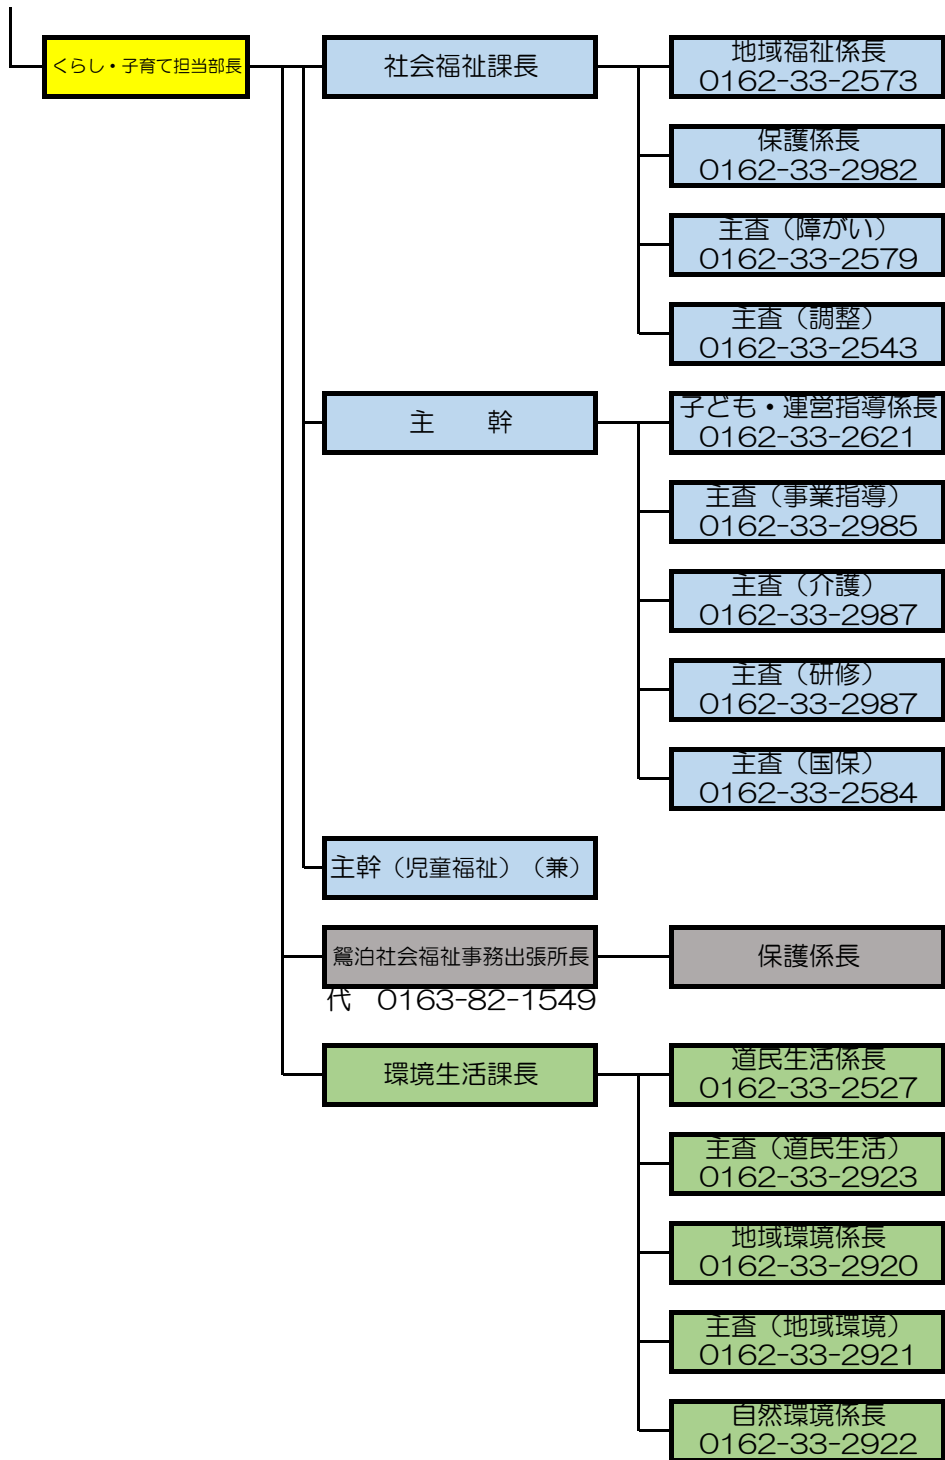 くらし・子育て担当部長
社会福祉課長
地域福祉係長
0162-33-2573
保護係長
0162-33-2982
主査（障がい）
0162-33-2579
主査（調整）
0162-33-2543
主　　幹
子ども・運営指導係長
0162-33-2621
主査（事業指導）
0162-33-2985
主査（介護）
0162-33-2987
主査（研修）
0162-33-2987
主査（国保）
0162-33-2584
主幹（児童福祉）（兼）
鴛泊社会福祉事務出張所長
代　0163-82-1549
保護係長
環境生活課長
道民生活係長
0162-33-2527
主査（道民生活）
0162-33-2923
地域環境係長
0162-33-2920
主査（地域環境）
0162-33-2921
自然環境係長
0162-33-2922